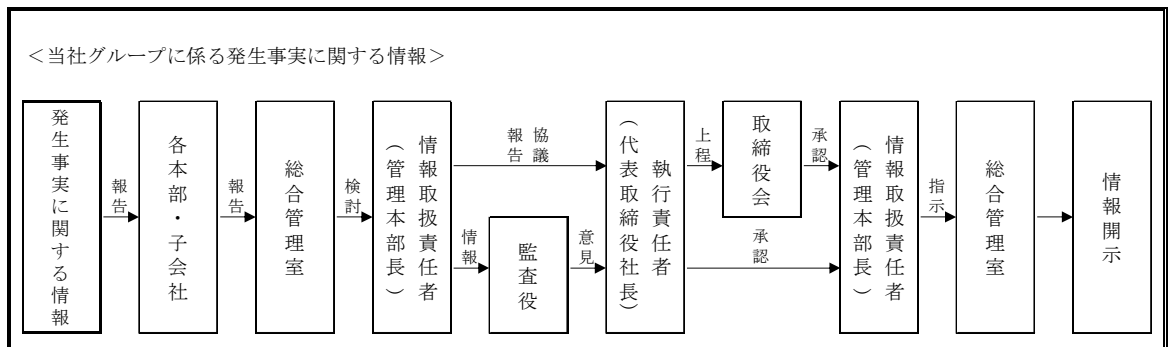 ＜当社グループに係る発生事実に関する情報＞
発生事実に関する情報
報告
各本部・子会社
報告
総合管理室
検討
情報取扱責任者
（管理本部長）
報告
協議
情報
監査役
意見
執行責任者
（代表取締役社長）
上程
取締役会
承認
承認
情報取扱責任者
（管理本部長）
指示
総合管理室
情報開示